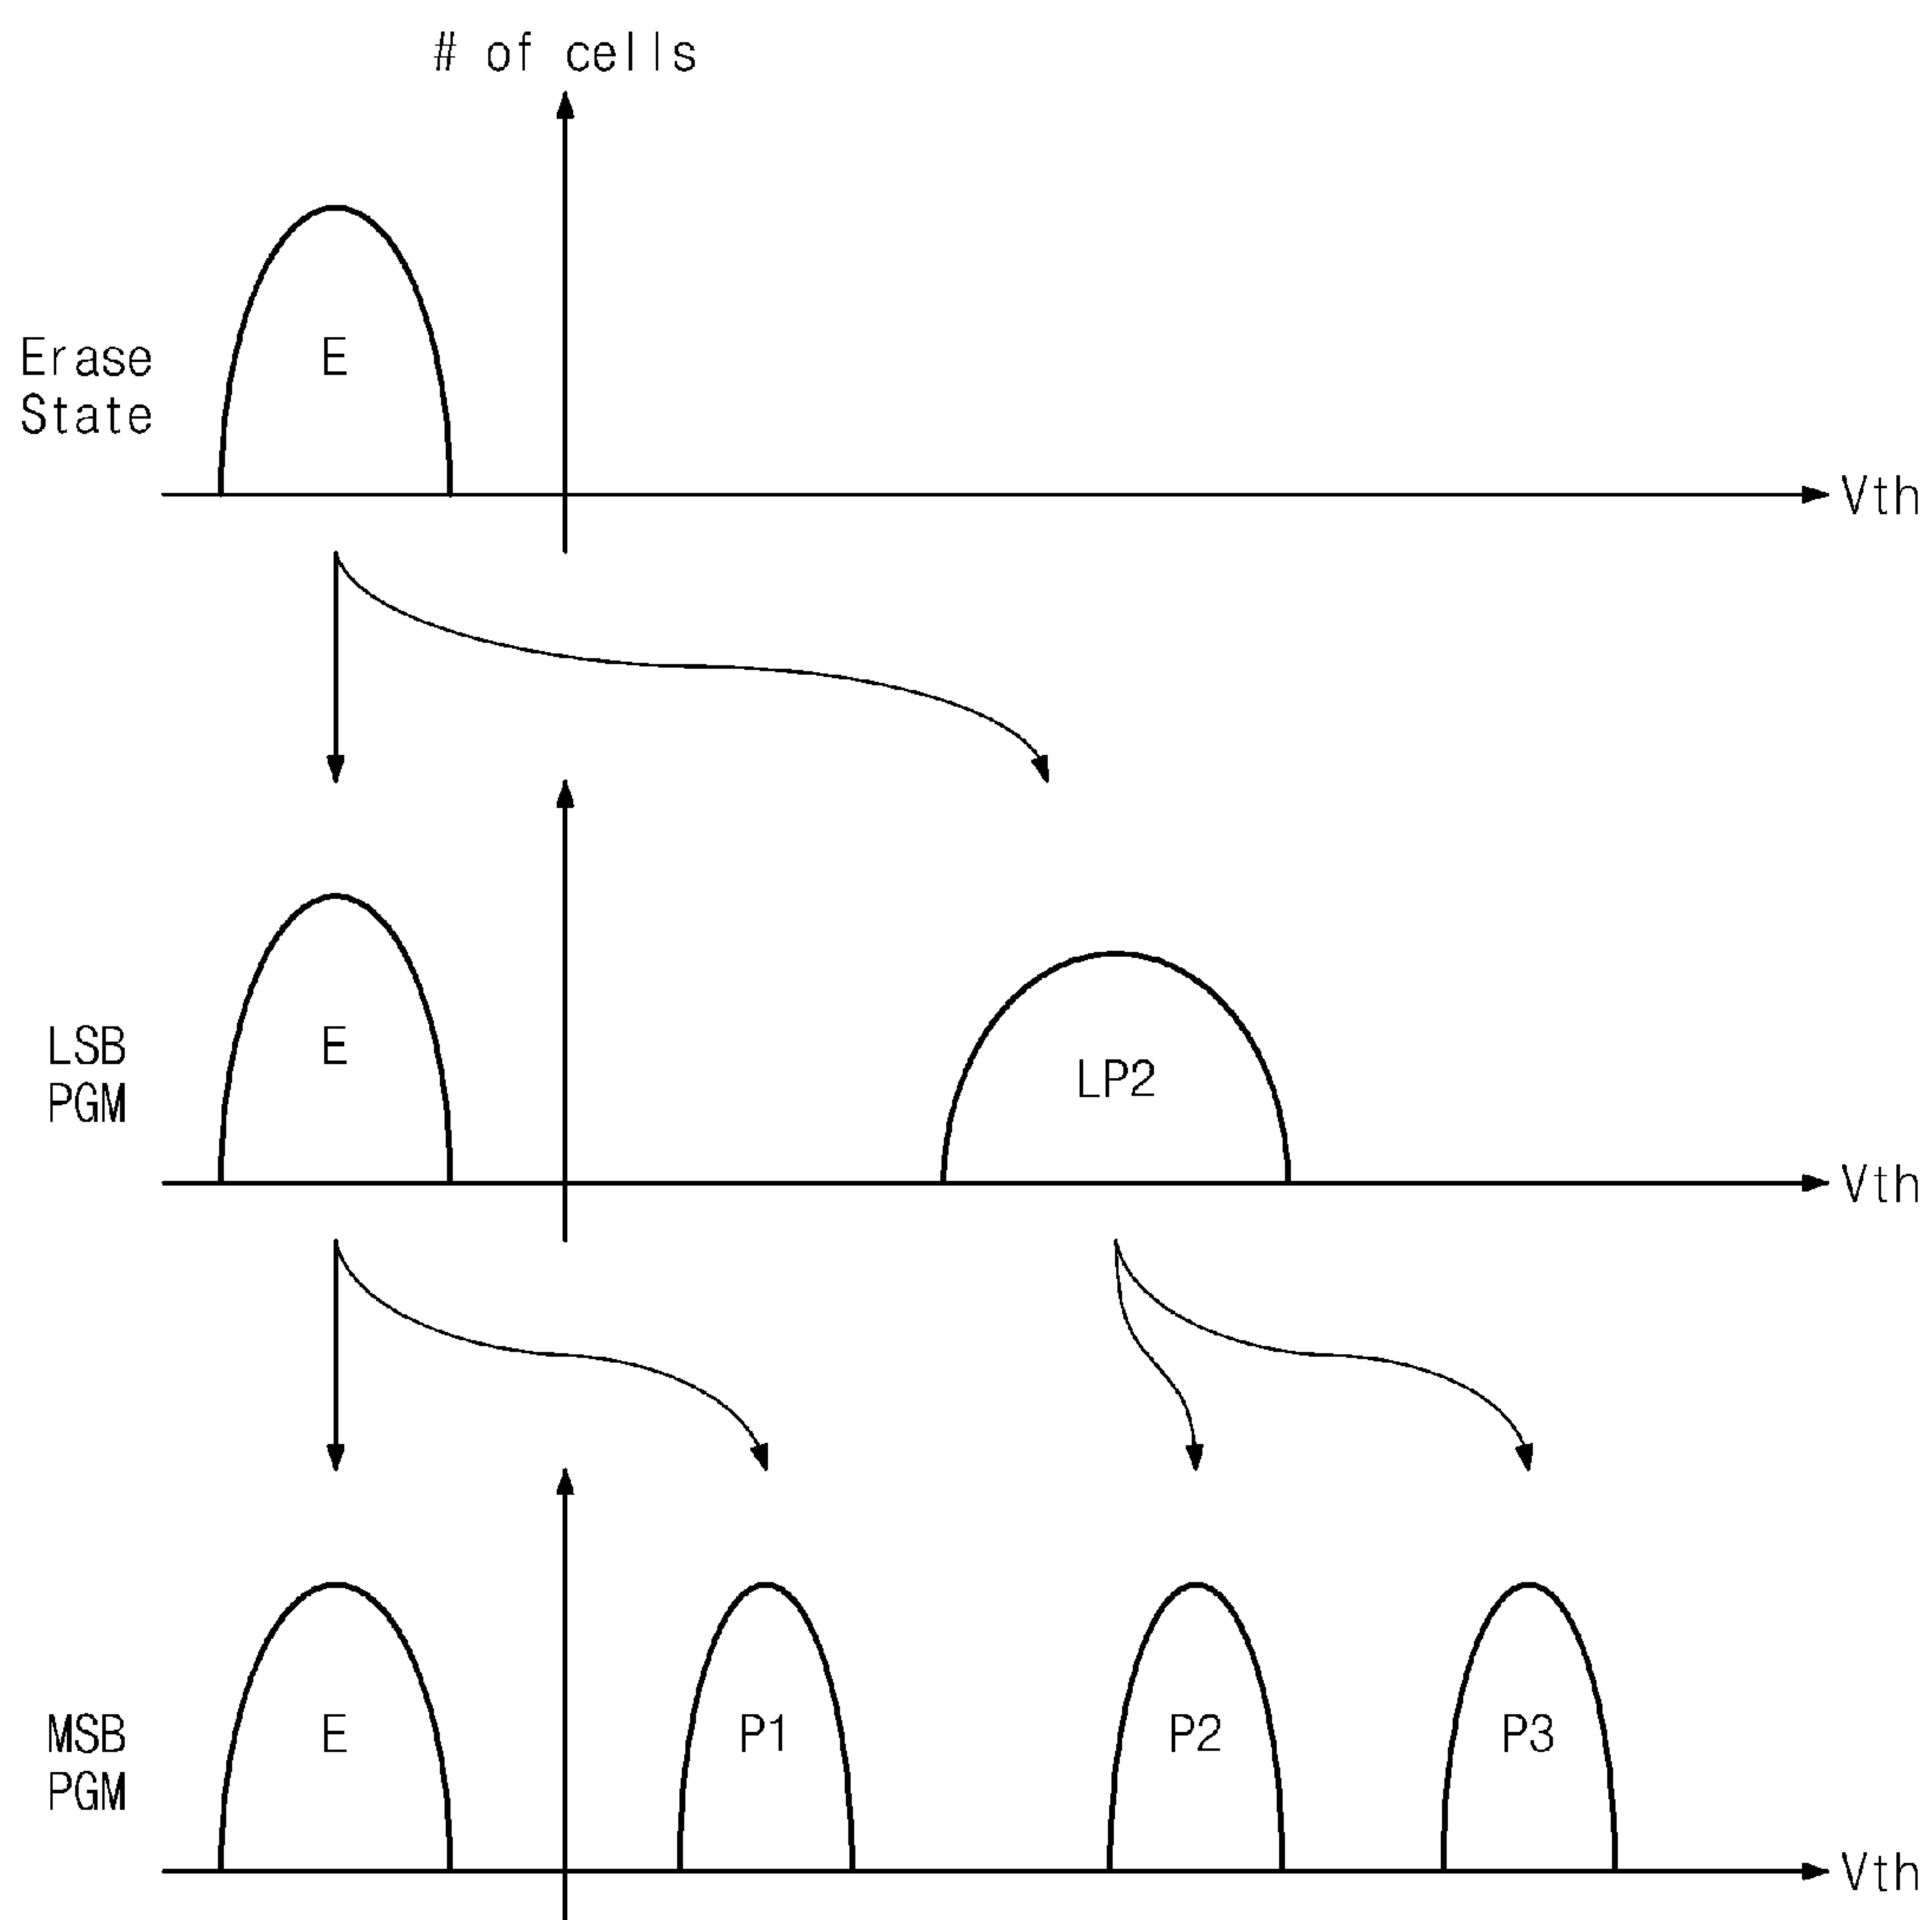 # of cells
E
Erase
State
Vth
E
LP2
LSB
PGM
Vth
E
P1
P2
P3
MSB
PGM
Vth